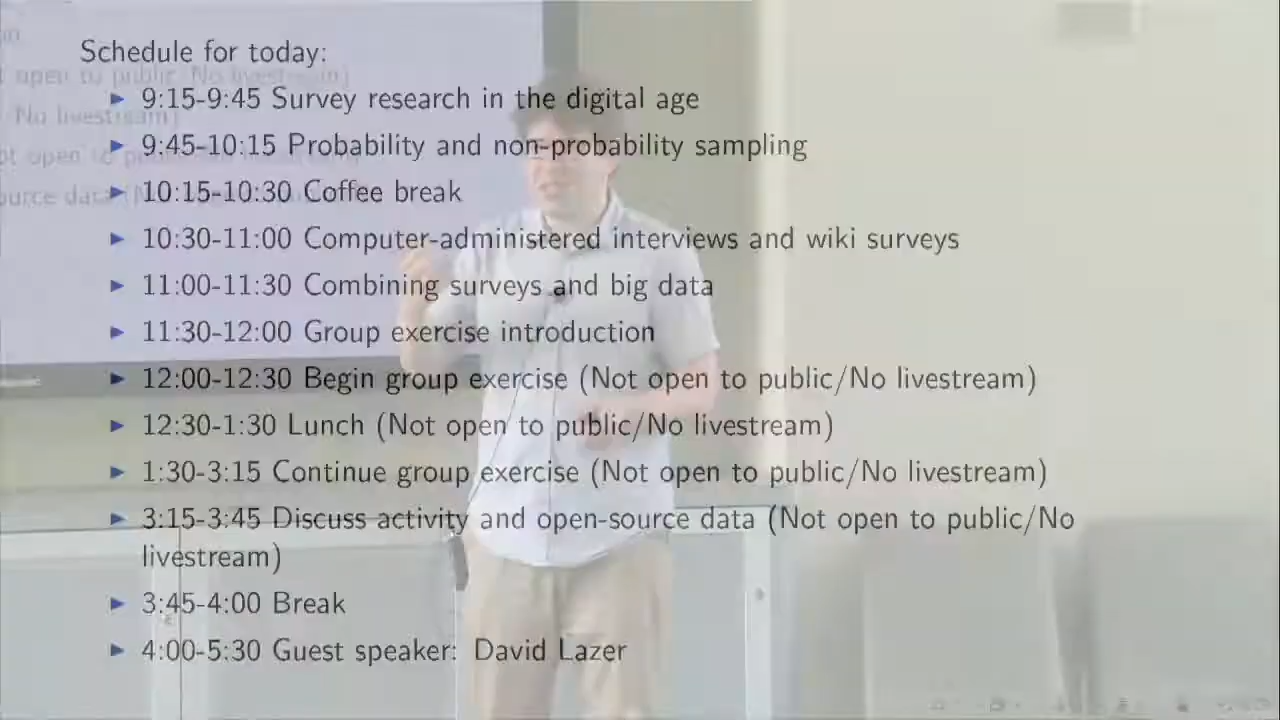 Schedule for today:
▶ 9:15-9:45 Survey research in the digital age
▶ 9:45-10:15 Probability and non-probability sampling
▶ 10:15-10:30 Coffee break
▶ 10:30-11:00 Computer-administered interviews and wiki surveys
▶ 11:00-11:30 Combining surveys and big data
▶ 11:30-12:00 Group exercise introduction
▶ 12:00-12:30 Begin group exercise (Not open to public/No livestream)
▶ 12:30-1:30 Lunch (Not open to public/No livestream)
▶ 1:30-3:15 Continue group exercise (Not open to public/No livestream)
▶ 3:15-3:45 Discuss activity and open-source data (Not open to public/No
livestream)
▶ 3:45-4:00 Break
▶ 4:00-5:30 Guest speaker: David Lazer